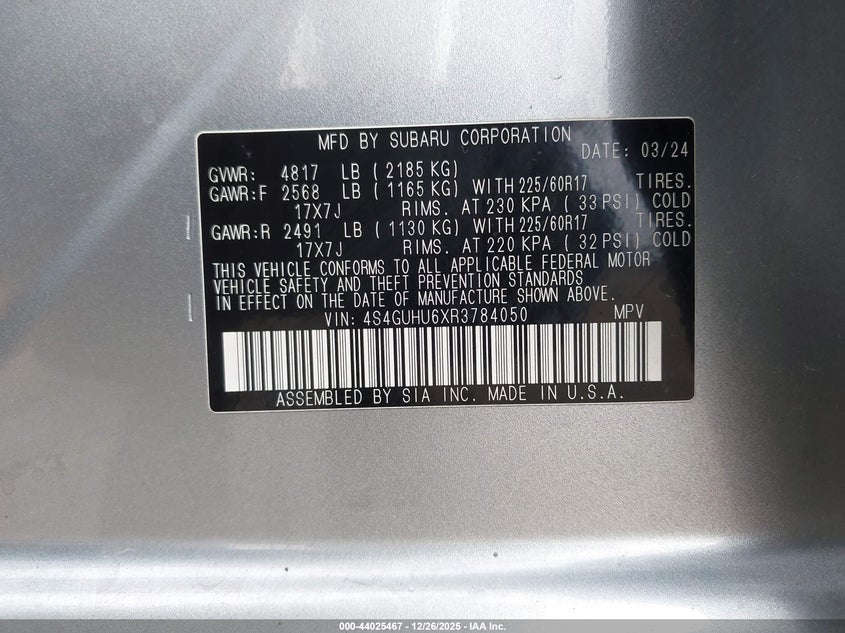 MFD BY SUBARU CORPORATION
DATE: 03/24
GVWR: 4817 LB ( 2185 KG)
GAWR:F 2568 LB ( 1165 KG) WITH 225/60R17 TIRES.
17X7J RIMS. AT 230 KPA ( 33 PSI) COLD
GAWR:R 2491 LB ( 1130 KG) WITH 225/60R17 TIRES.
17X7J RIMS. AT 220 KPA ( 32 PSI) COLD
THIS VEHICLE CONFORMS TO ALL APPLICABLE FEDERAL MOTOR
VEHICLE SAFETY AND THEFT PREVENTION STANDARDS
IN EFFECT ON THE DATE OF MANUFACTURE SHOWN ABOVE.
VIN: 4S4GUHU6XR3784050 MPV
ASSEMBLED BY SIA INC. MADE IN U.S.A.
000-44025467 - 12/26/2025 - IAA Inc.